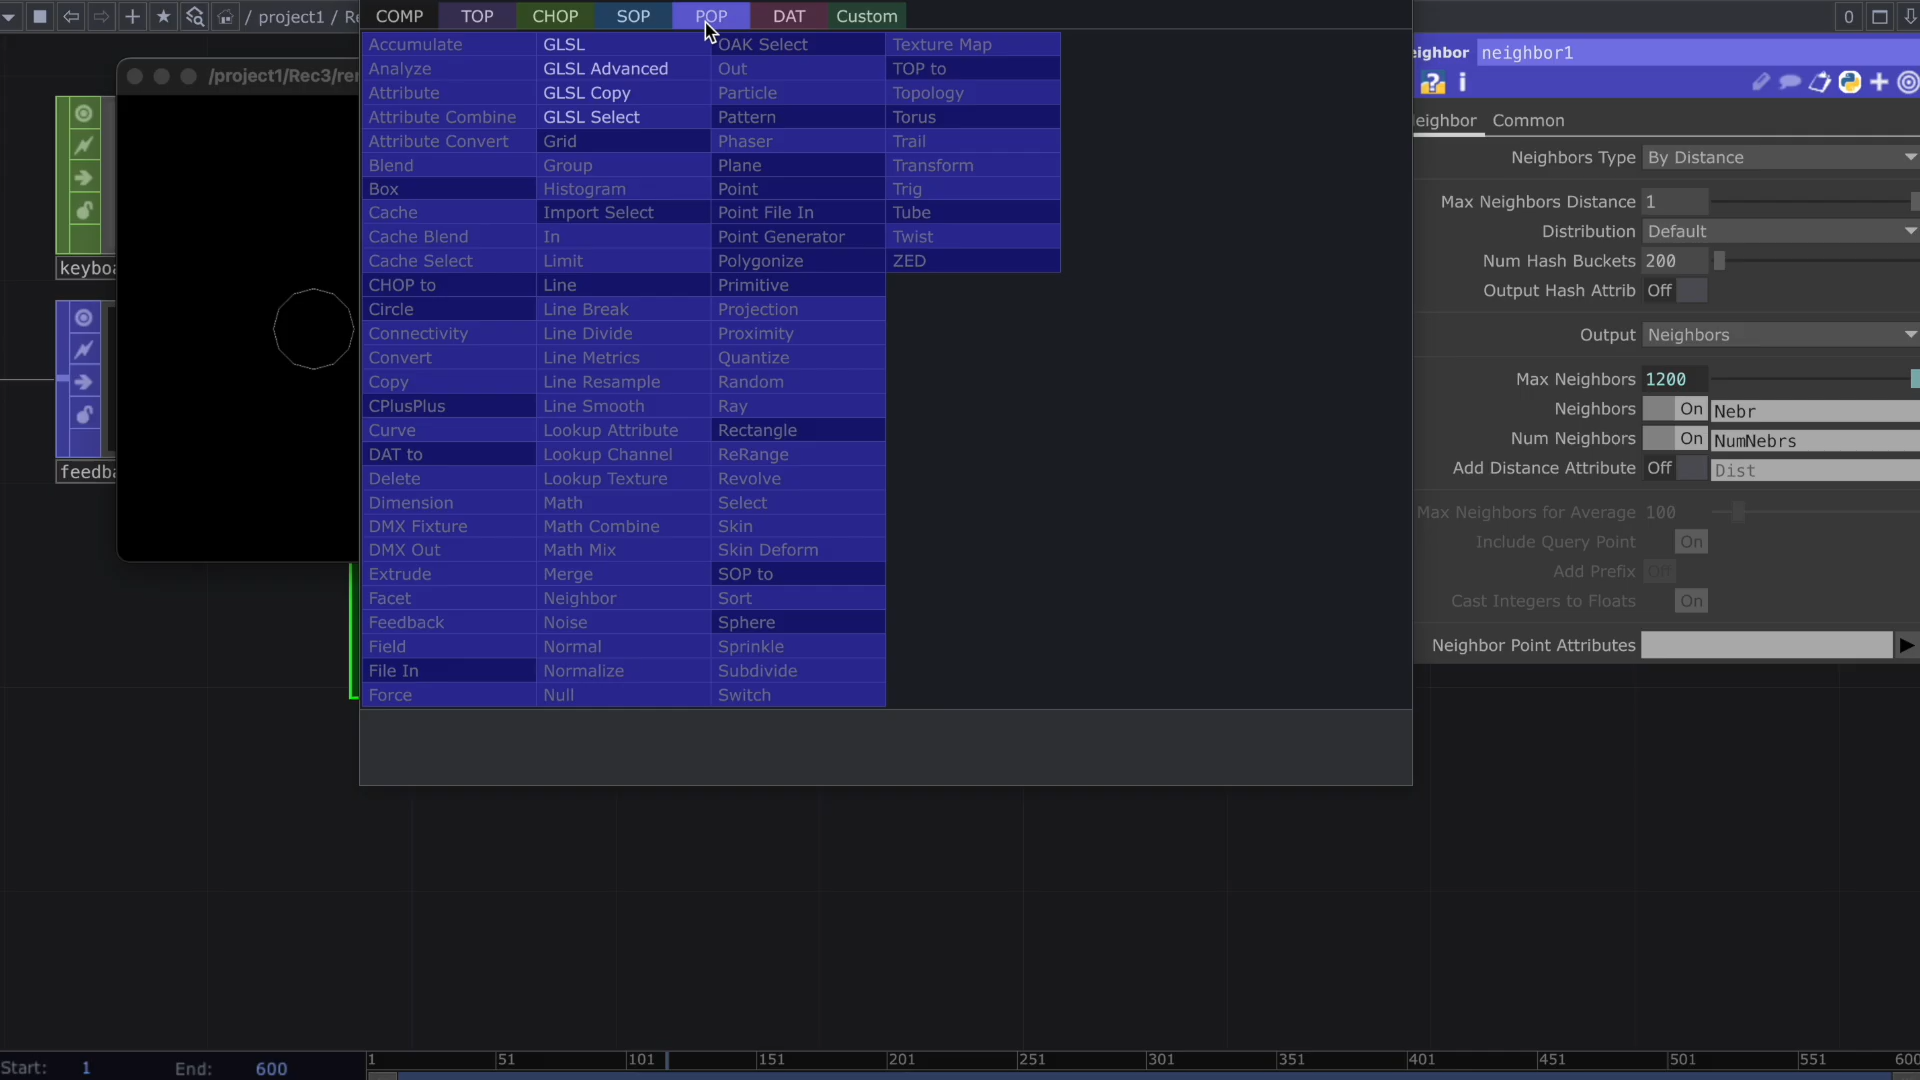 / project1 / Re
/project1/Rec3/re
keyboa
feedba
COMP TOP CHOP SOP POP DAT Custom
Accumulate GLSL OAK Select Texture Map
Analyze GLSL Advanced Out TOP to
Attribute GLSL Copy Particle Topology
Attribute Combine GLSL Select Pattern Torus
Attribute Convert Grid Phaser Trail
Blend Group Plane Transform
Box Histogram Point Trig
Cache Import Select Point File In Tube
Cache Blend In Point Generator Twist
Cache Select Limit Polygonize ZED
CHOP to Line Primitive
Circle Line Break Projection
Connectivity Line Divide Proximity
Convert Line Metrics Quantize
Copy Line Resample Random
CPlusPlus Line Smooth Ray
Curve Lookup Attribute Rectangle
DAT to Lookup Channel ReRange
Delete Lookup Texture Revolve
Dimension Math Select
DMX Fixture Math Combine Skin
DMX Out Math Mix Skin Deform
Extrude Merge SOP to
Facet Neighbor Sort
Feedback Noise Sphere
Field Normal Sprinkle
File In Normalize Subdivide
Force Null Switch
0
eighbor neighbor1
eighbor Common
Neighbors Type By Distance
Max Neighbors Distance 1
Distribution Default
Num Hash Buckets 200
Output Hash Attrib Off
Output Neighbors
Max Neighbors 1200
Neighbors On Nebr
Num Neighbors On NumNebrs
Add Distance Attribute Off Dist
Max Neighbors for Average 100
Include Query Point On
Add Prefix Off
Cast Integers to Floats On
Neighbor Point Attributes
1 51 101 151 201 251 301 351 401 451 501 551 600
Start: 1 End: 600